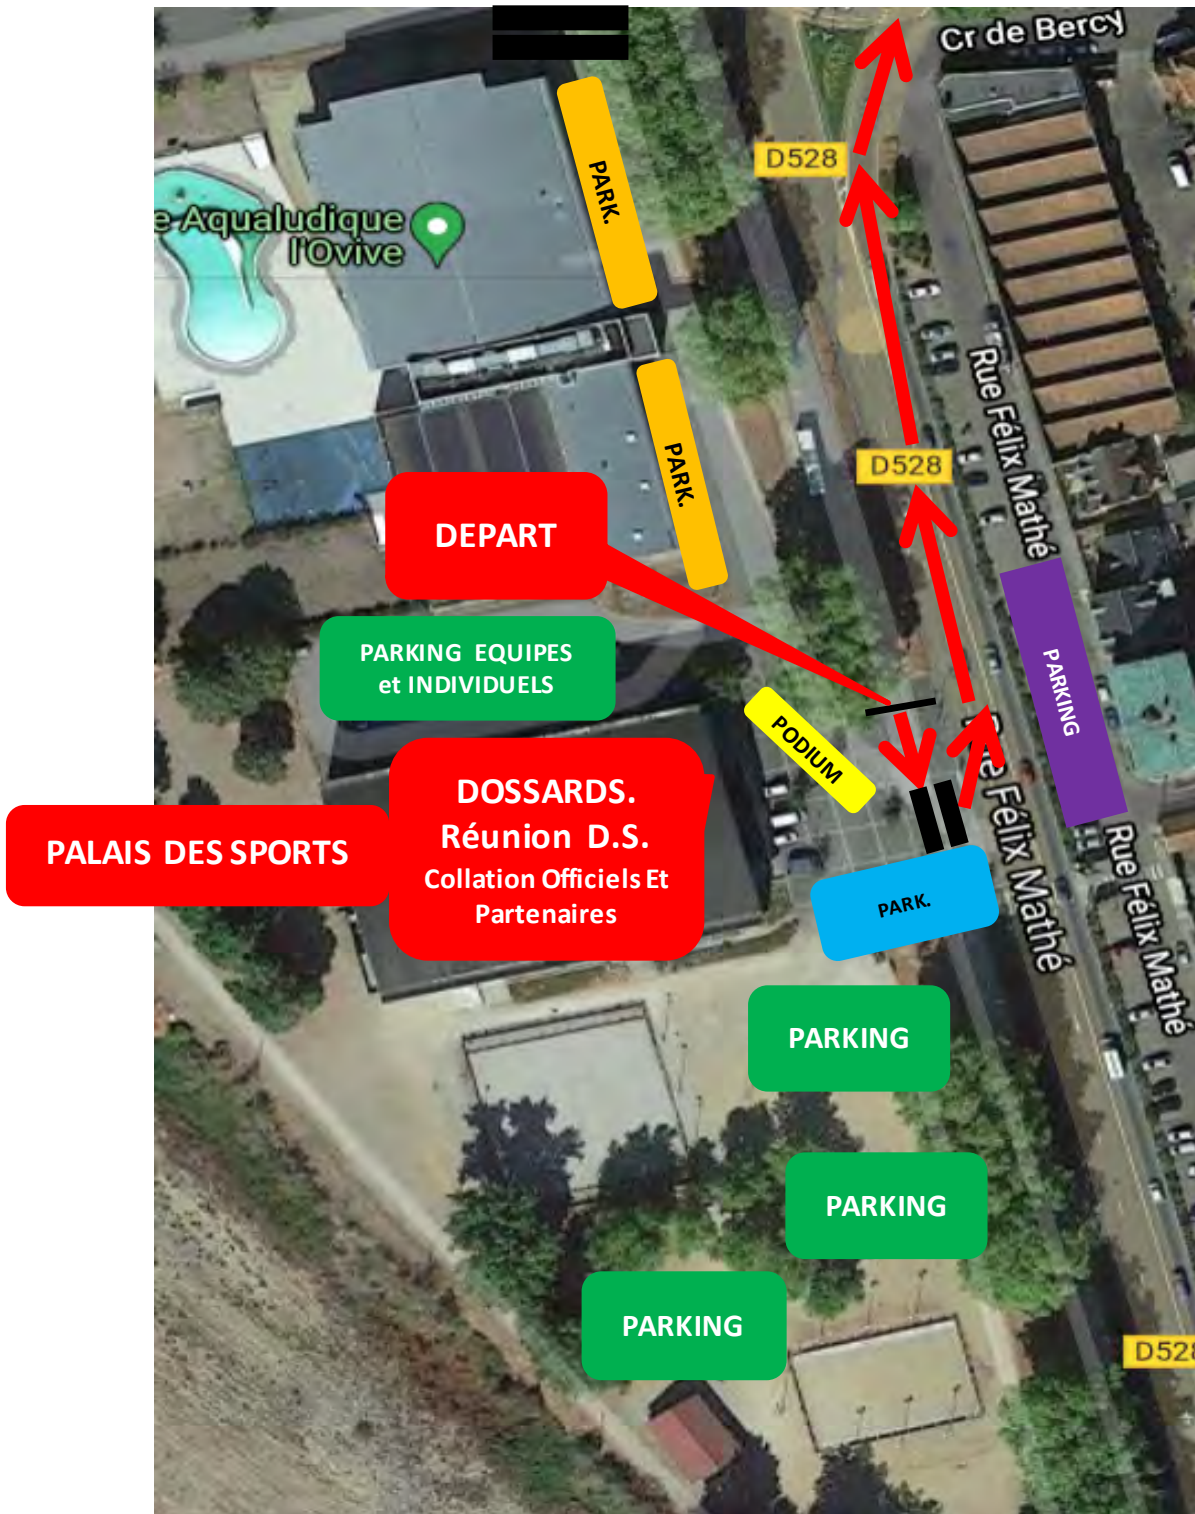 Cr de Bercy
D528
PARK.
e Aqualudique
l'Ovive
Rue Félix Mathé
D528
PARK.
DEPART
PARKING EQUIPES
et INDIVIDUELS
PARKING
PODIUM
Rue Félix Mathé
DOSSARDS.
Réunion D.S.
Collation Officiels Et
Partenaires
PALAIS DES SPORTS
PARK.
Rue Félix Mathé
PARKING
PARKING
PARKING
D528